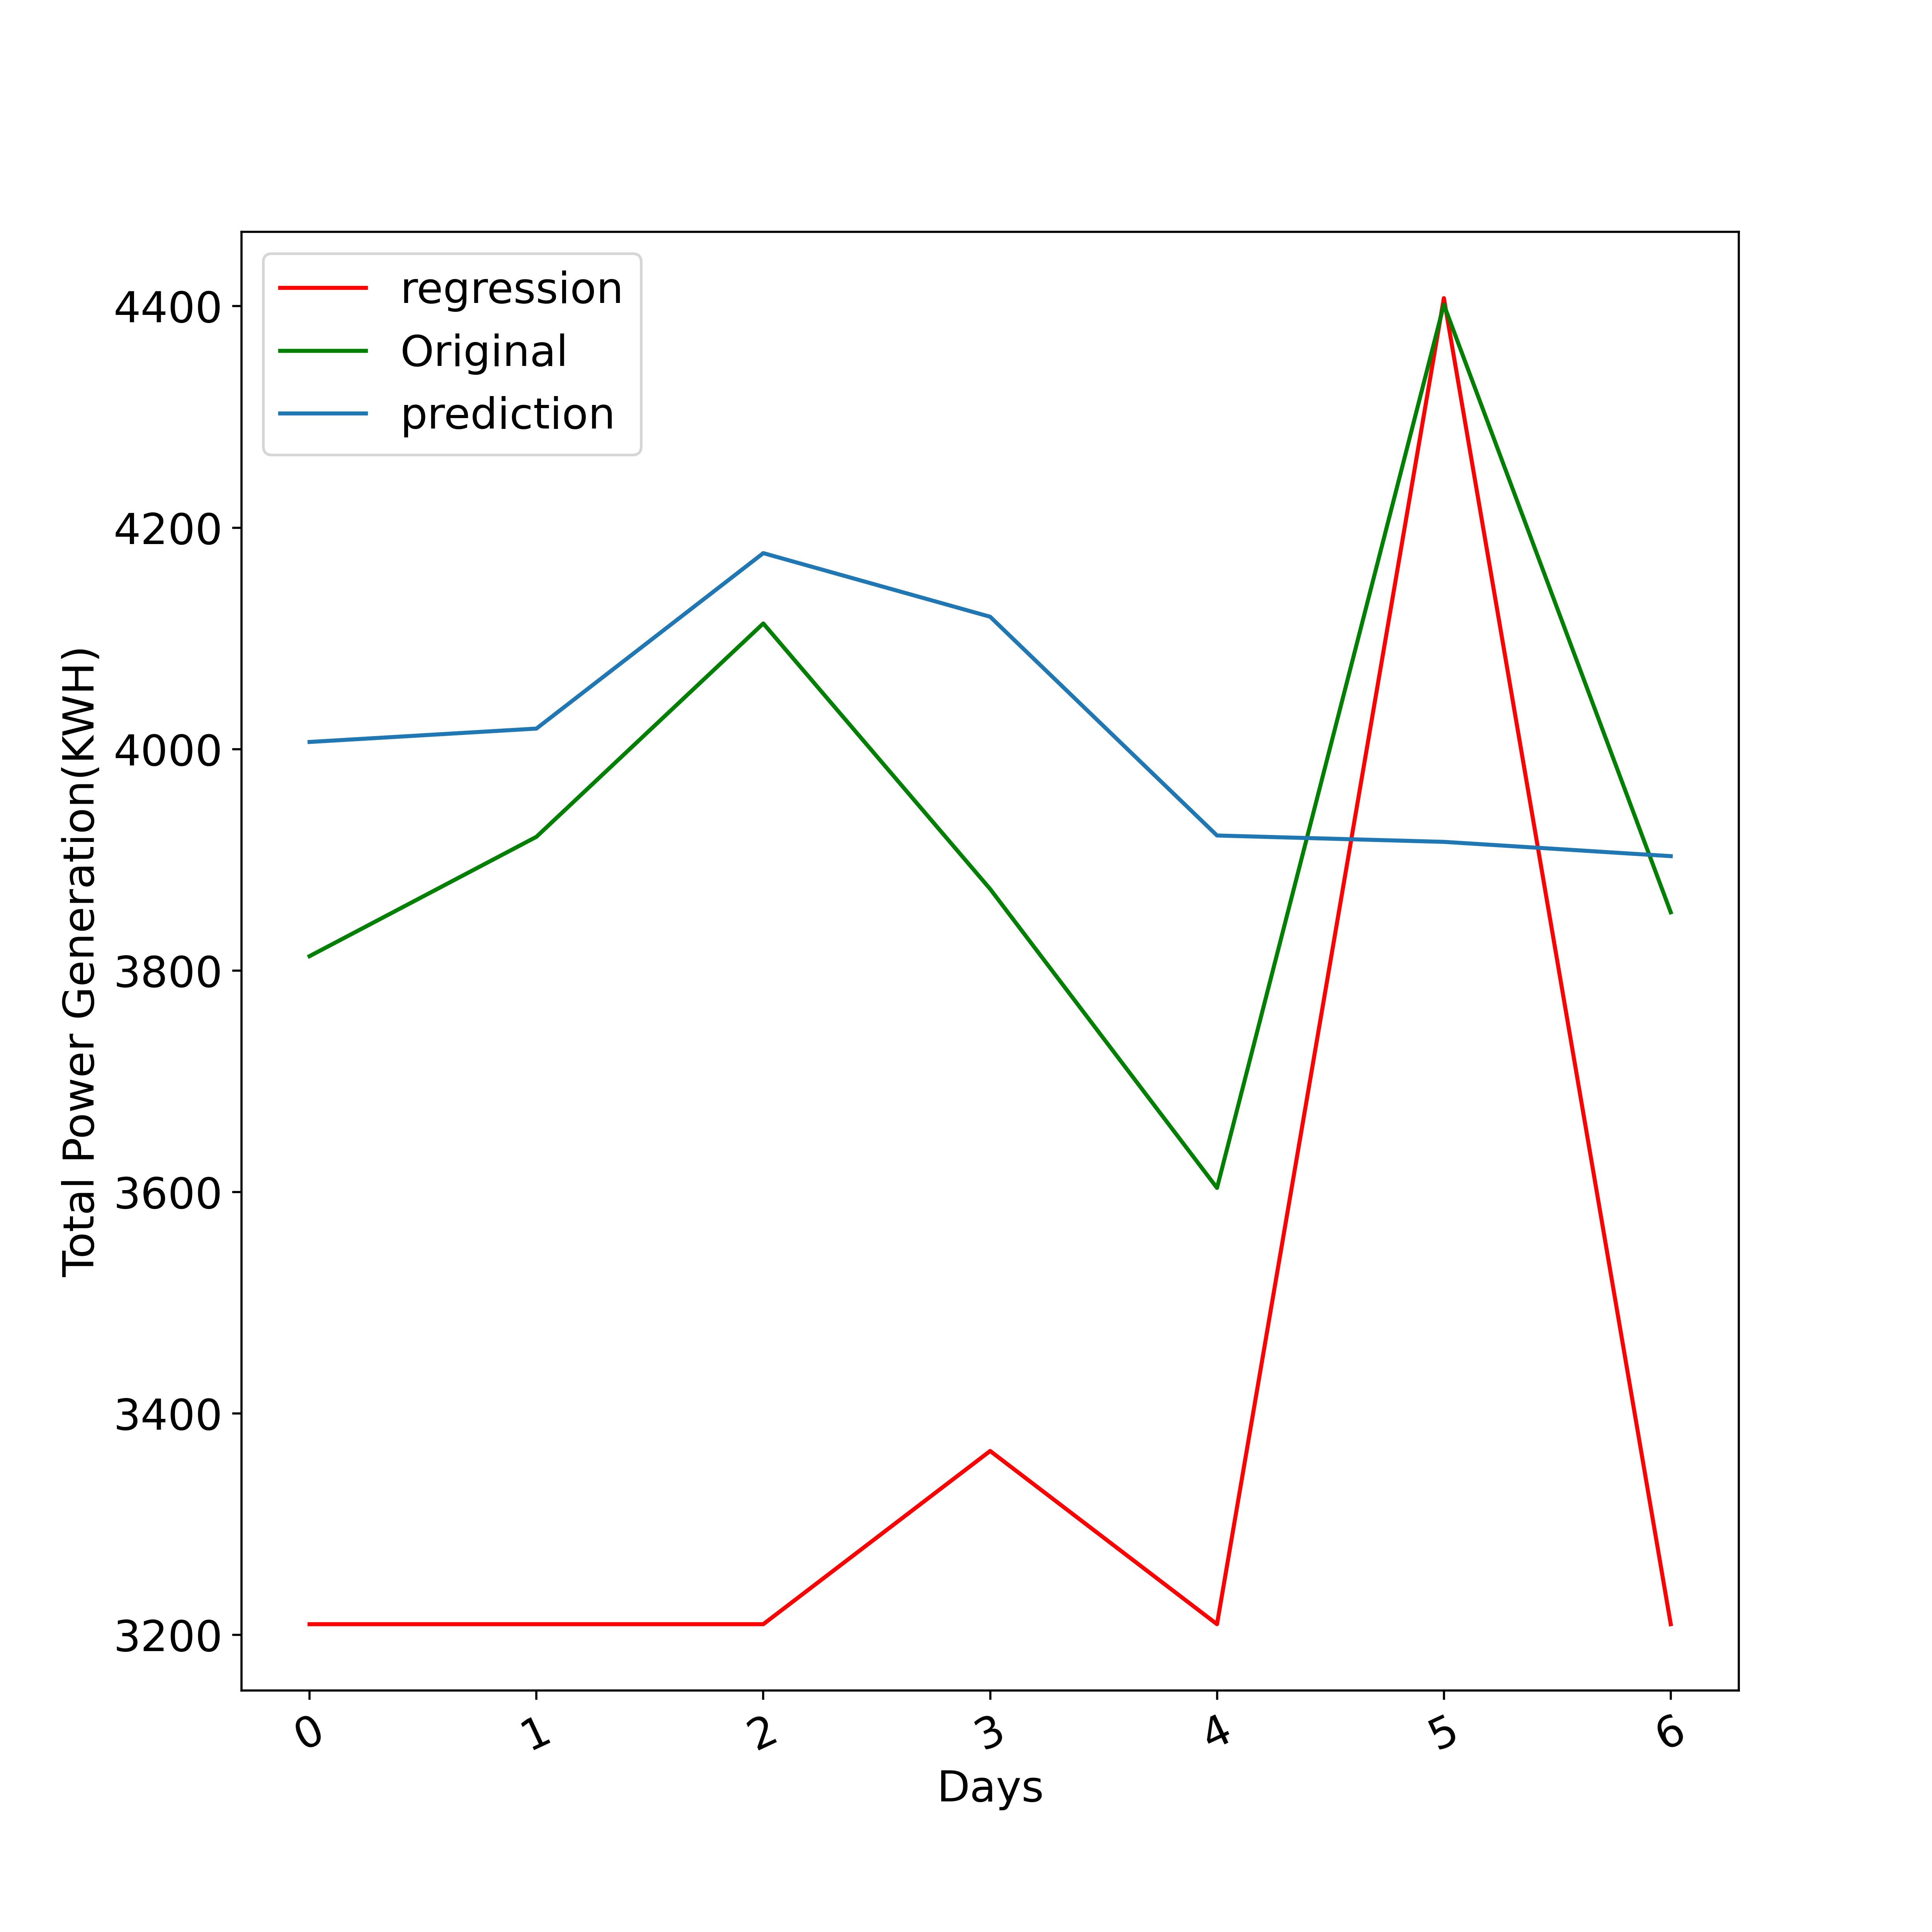 regression
Original
prediction
4400
4200
4000
3800
3600
3400
3200
Total Power Generation(KWH)
0 1 2 3 4 5 6
Days